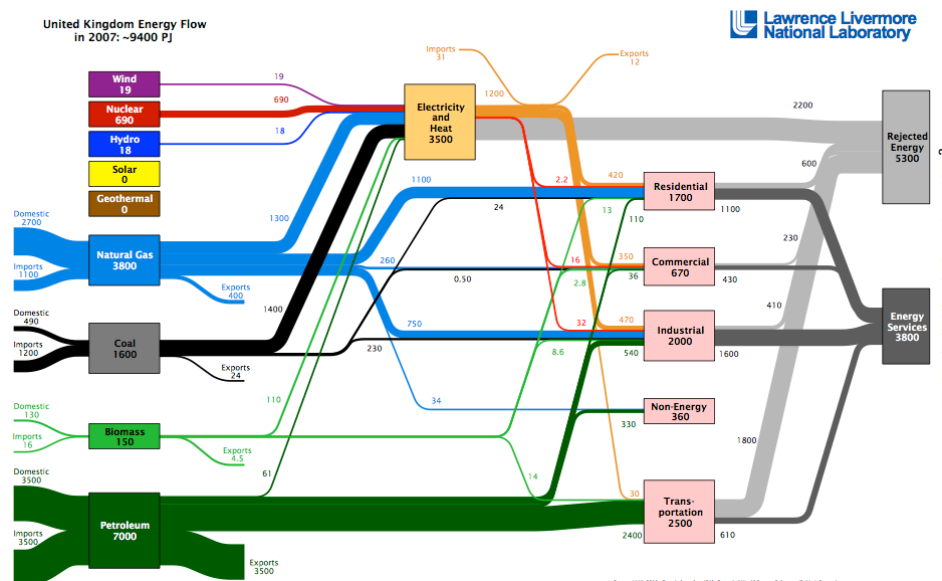 United Kingdom Energy Flow
in 2007: ~9400 PJ
Lawrence Livermore
National Laboratory
Imports
31
Exports
12
Wind
19
19
Nuclear
690
690
Hydro
18
18
Solar
0
Geothermal
0
Electricity
and
Heat
3500
1200
2200
Rejected
Energy
5300
600
Domestic
2700
Natural Gas
3800
Imports
1100
Exports
400
1300
1100
24
260
0.50
750
34
2.2
420
13
110
Residential
1700
1100
230
16
350
2.8
36
Commercial
670
430
410
Domestic
490
Imports
1200
Coal
1600
Exports
24
1400
230
32
470
8.6
540
Industrial
2000
1600
Energy
Services
3800
Domestic
130
Imports
16
Biomass
150
Exports
4.5
110
330
Non-Energy
360
1800
Domestic
3500
Imports
3500
Petroleum
7000
Exports
3500
61
14
30
2400
Trans-
portation
2500
610